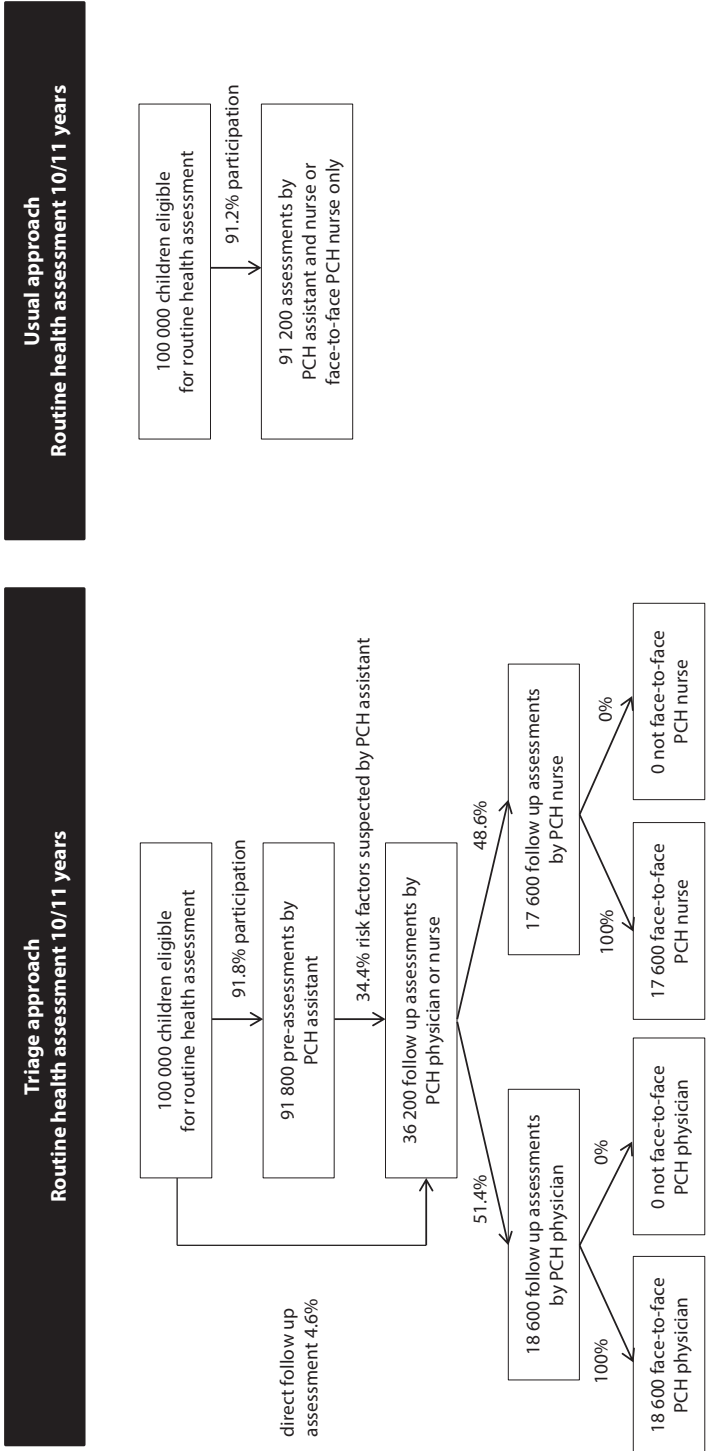 Triage approach
Routine health assessment 10/11 years
100 000 children eligible
for routine health assessment
91.8% participation
direct follow up
assessment 4.6%
91 800 pre-assessments by
PCH assistant
34.4% risk factors suspected by PCH assistant
36 200 follow up assessments by
PCH physician or nurse
51.4%
48.6%
18 600 follow up assessments
by PCH physician
17 600 follow up assessments
by PCH nurse
100%
0%
100%
0%
18 600 face-to-face
PCH physician
0 not face-to-face
PCH physician
17 600 face-to-face
PCH nurse
0 not face-to-face
PCH nurse
Usual approach
Routine health assessment 10/11 years
100 000 children eligible
for routine health assessment
91.2% participation
91 200 assessments by
PCH assistant and nurse or
face-to-face PCH nurse only